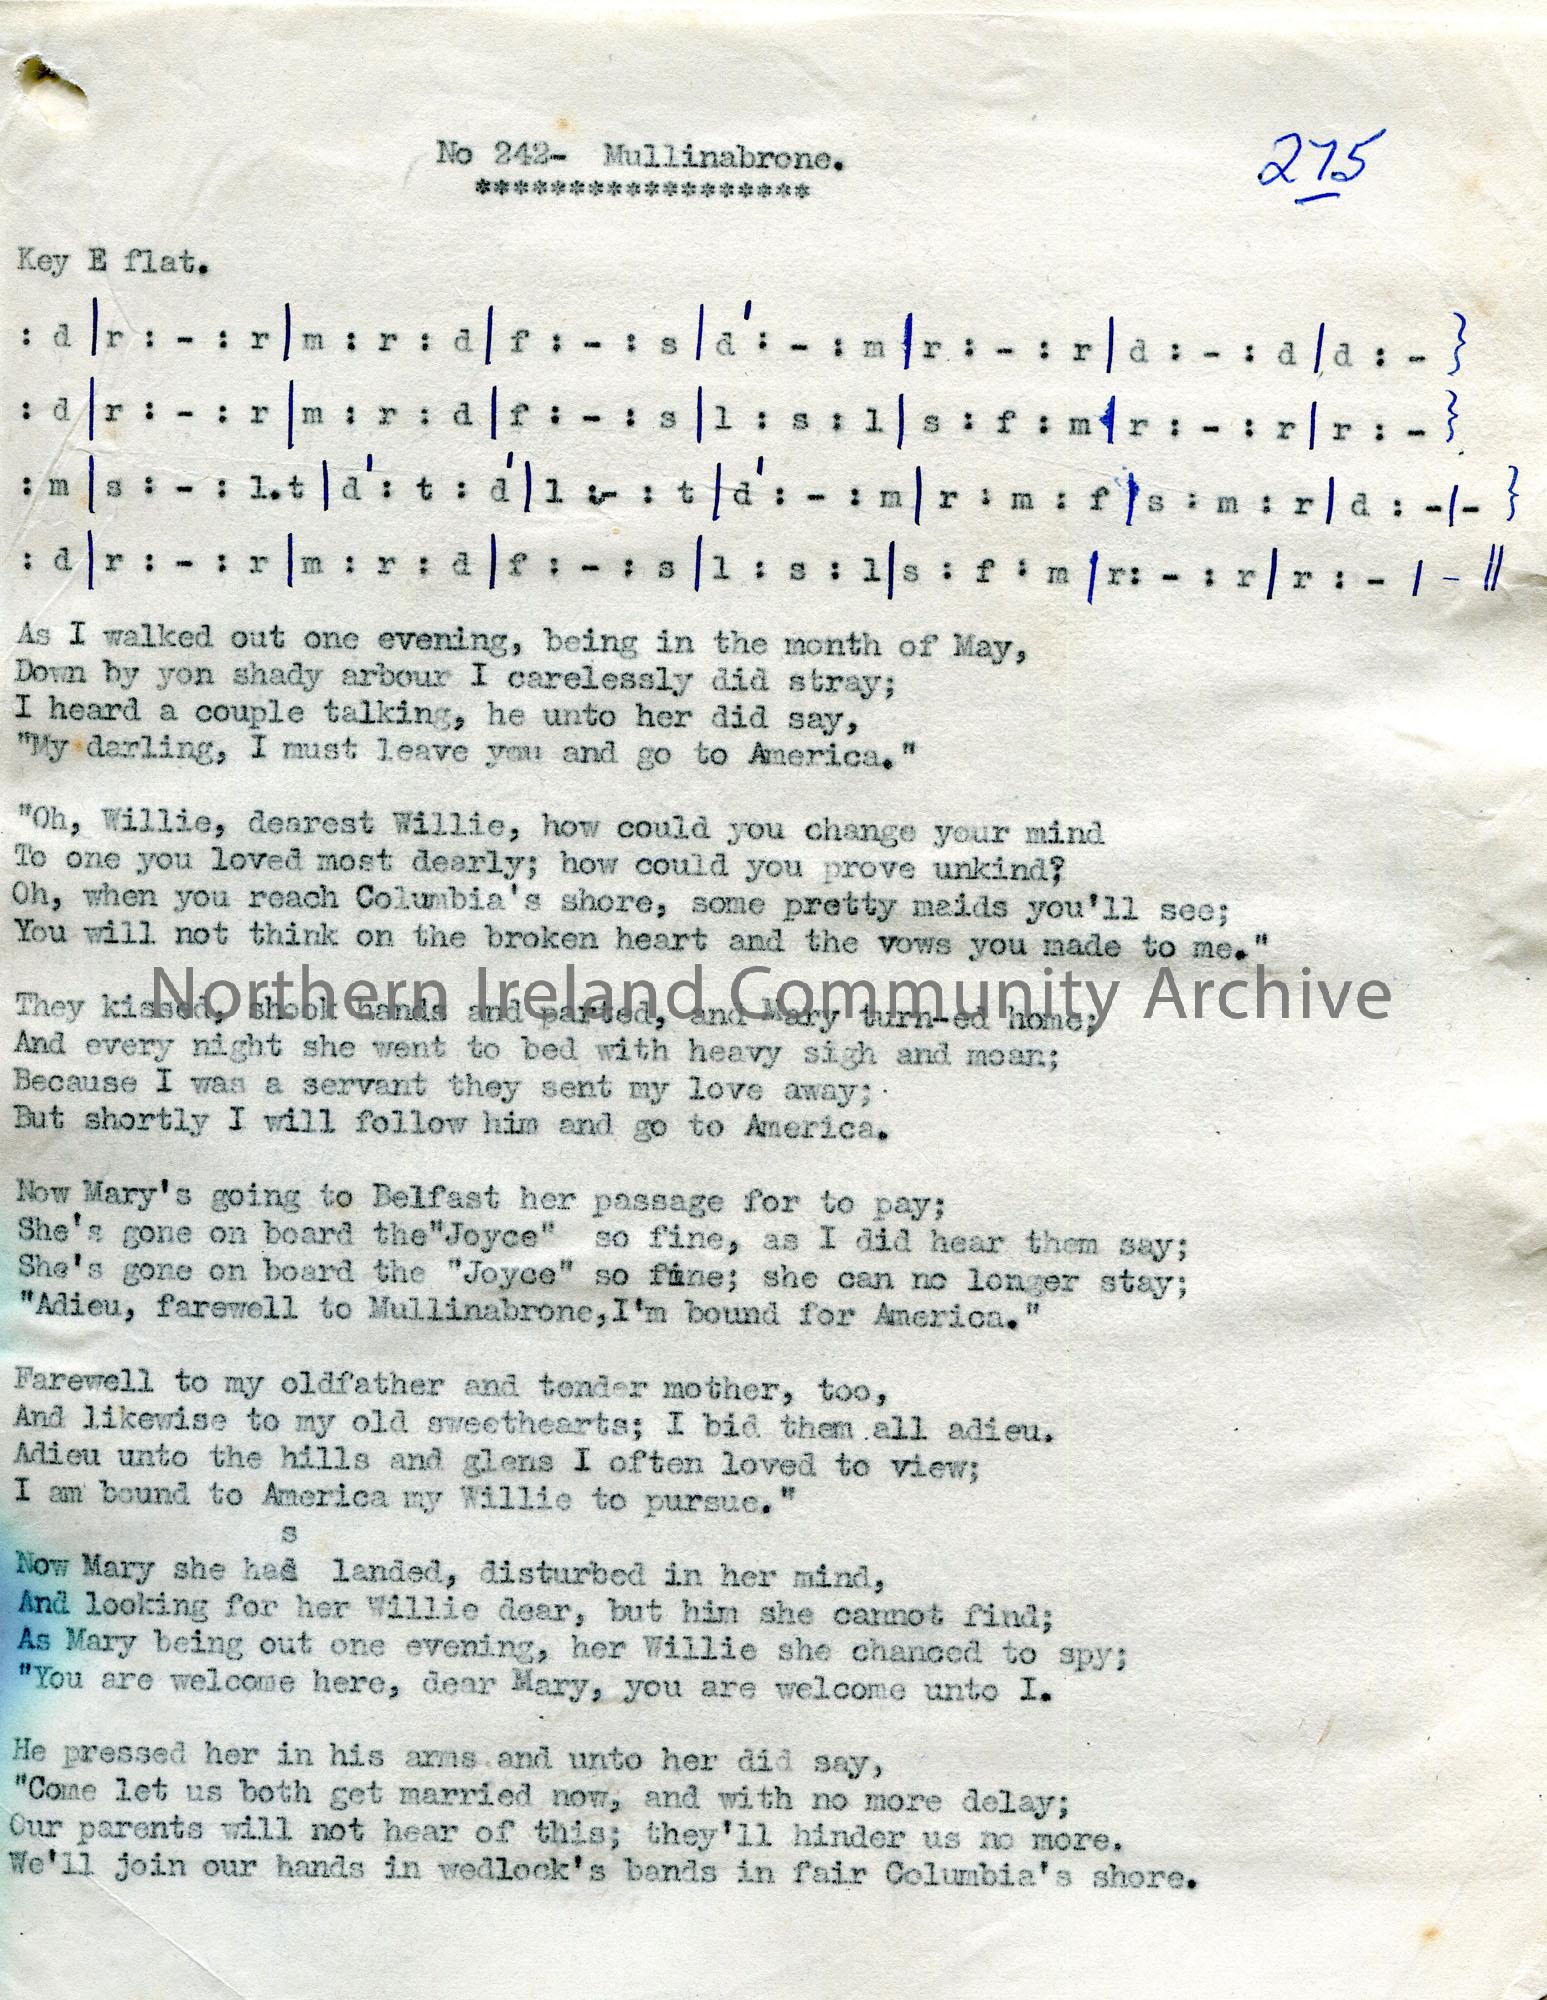 No 242- Mullinabrone.
******************
275
Key E flat.
: d | r : - : r | m : r : d | f : - : s | d' : - : m | r : - : r | d : - : d | d : - }
: d | r : - : r | m : r : d | f : - : s | l : s : l | s : f : m | r : - : r | r : - }
: m | s : - : l.t | d' : t : d' | l : - : t | d' : - : m | r : m : f | s : m : r | d : - | - }
: d | r : - : r | m : r : d | f : - : s | l : s : l | s : f : m | r : - : r | r : - | - ||
As I walked out one evening, being in the month of May,
Down by yon shady arbour I carelessly did stray;
I heard a couple talking, he unto her did say,
"My darling, I must leave you and go to America."
"Oh, Willie, dearest Willie, how could you change your mind
To one you loved most dearly; how could you prove unkind?
Oh, when you reach Columbia's shore, some pretty maids you'll see;
You will not think on the broken heart and the vows you made to me."
Northern Ireland Community Archive
They kissed, shook hands and parted, and Mary turn-ed home;
And every night she went to bed with heavy sigh and moan;
Because I was a servant they sent my love away;
But shortly I will follow him and go to America.
Now Mary's going to Belfast her passage for to pay;
She's gone on board the"Joyce" so fine, as I did hear them say;
She's gone on board the "Joyce" so fine; she can no longer stay;
"Adieu, farewell to Mullinabrone,I'm bound for America."
Farewell to my oldfather and tender mother, too,
And likewise to my old sweethearts; I bid them all adieu.
Adieu unto the hills and glens I often loved to view;
I am bound to America my Willie to pursue."
s
Now Mary she has landed, disturbed in her mind,
And looking for her Willie dear, but him she cannot find;
As Mary being out one evening, her Willie she chanced to spy;
"You are welcome here, dear Mary, you are welcome unto I.
He pressed her in his arms and unto her did say,
"Come let us both get married now, and with no more delay;
Our parents will not hear of this; they'll hinder us no more.
We'll join our hands in wedlock's bands in fair Columbia's shore.